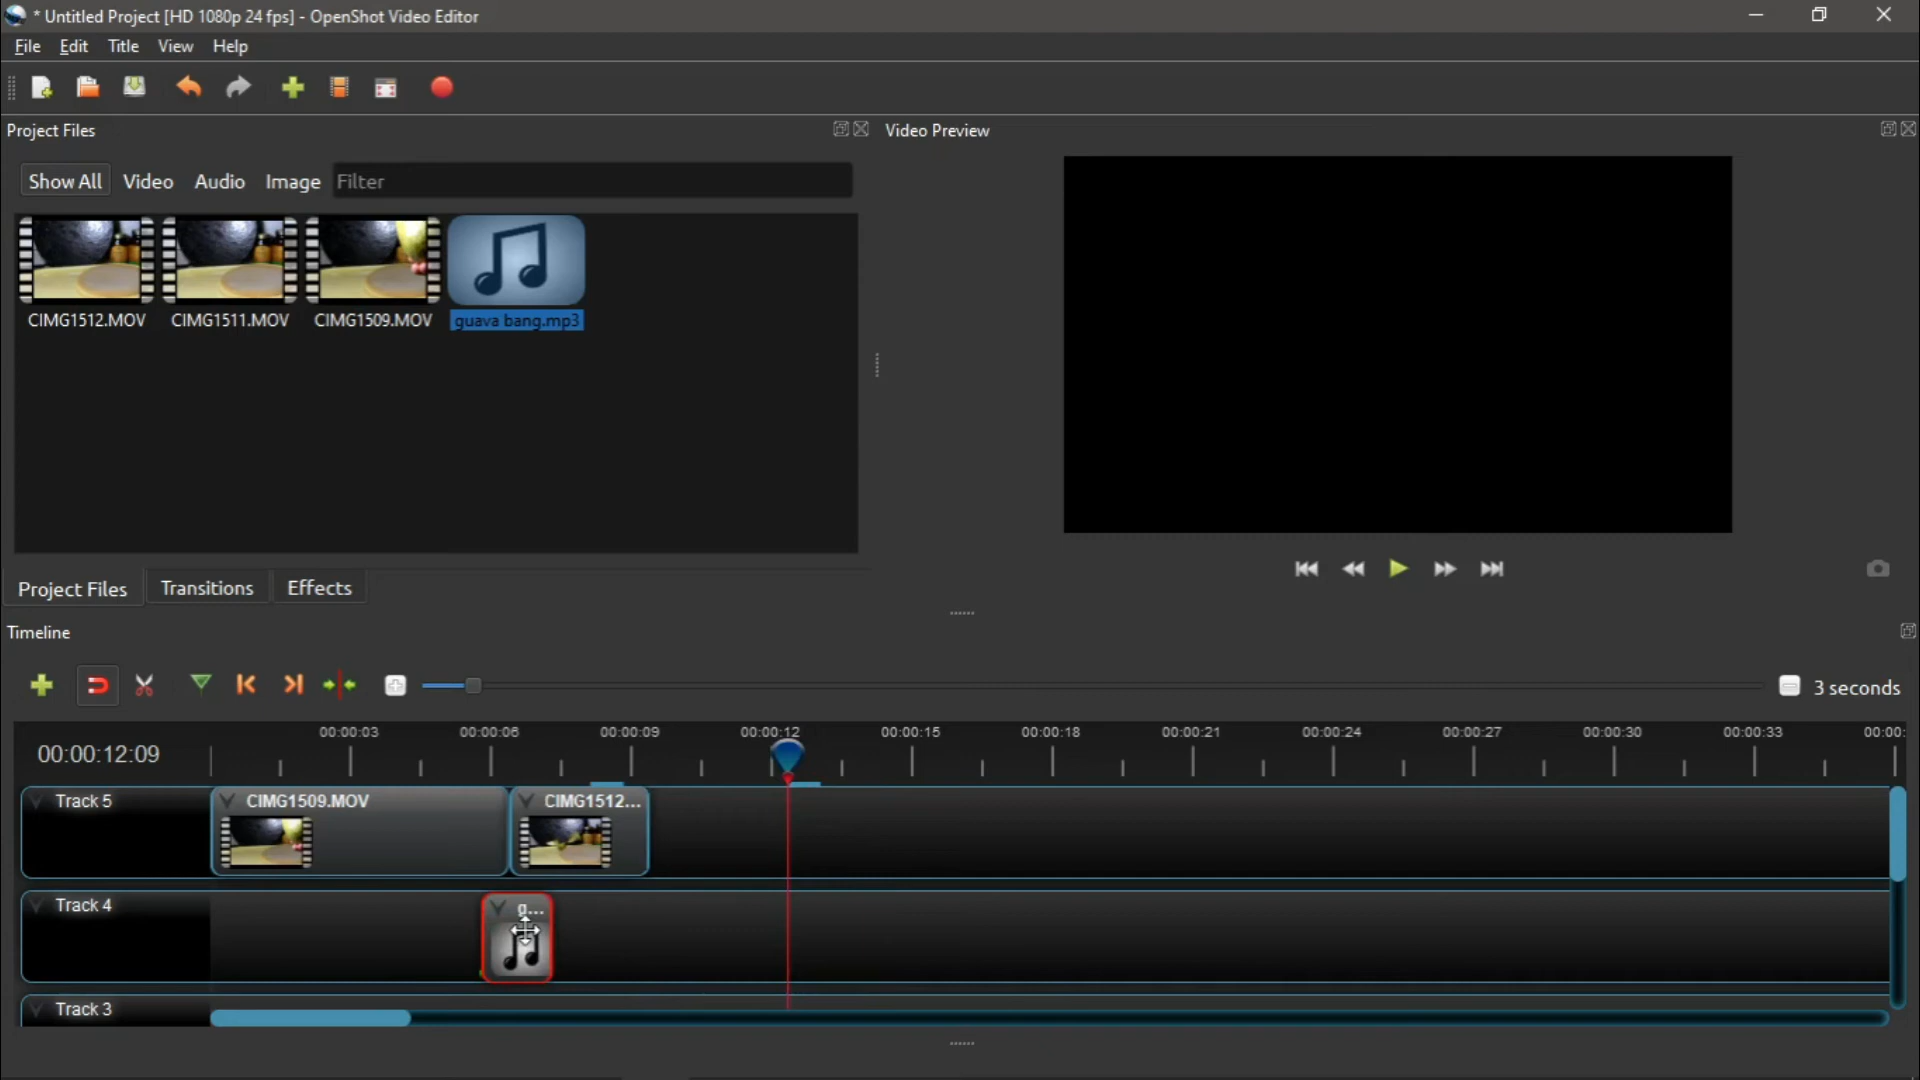 * Untitled Project [HD 1080p 24 fps] - OpenShot Video Editor
File Edit Title View Help
Project Files
Video Preview
Show All Video Audio Image Filter
CIMG1512.MOV CIMG1511.MOV CIMG1509.MOV guava bang.mp3
Project Files Transitions Effects
Timeline
3 seconds
00:00:12:09
00:00:03 00:00:06 00:00:09 00:00:12 00:00:15 00:00:18 00:00:21 00:00:24 00:00:27 00:00:30 00:00:33 00:00:
Track 5 CIMG1509.MOV CIMG1512...
Track 4 g...
Track 3